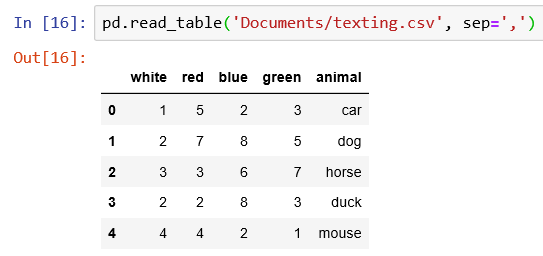 In [16]: pd.read_table('Documents/texting.csv', sep=',')
Out[16]:
white red blue green animal
0 1 5 2 3 car
1 2 7 8 5 dog
2 3 3 6 7 horse
3 2 2 8 3 duck
4 4 4 2 1 mouse